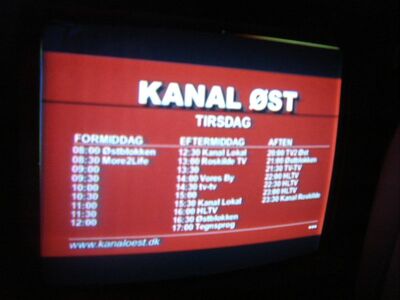 KANAL ØST
TIRSDAG
FORMIDDAG
08:00 Østblokken
08:30 More2Life
09:00
09:30
10:00
10:30
11:00
11:30
12:00
EFTERMIDDAG
12:30 Kanal Lokal
13:00 Roskilde TV
13:30
14:00 Vores By
14:30 tv-tv
15:00
15:30 Kanal Lokal
16:00 HLTV
16:30 Østblokken
17:00 Tegnsprog
AFTEN
20:00 TV2 Øst
21:00 Østblokken
21:30 TV-TV
22:00 HLTV
22:30 HLTV
23:00 HLTV
23:30 Kanal Roskilde
www.kanaloest.dk
...